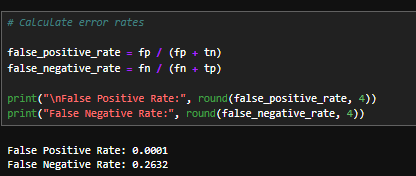 # Calculate error rates
false_positive_rate = fp / (fp + tn)
false_negative_rate = fn / (fn + tp)
print("\nFalse Positive Rate:", round(false_positive_rate, 4))
print("False Negative Rate:", round(false_negative_rate, 4))
False Positive Rate: 0.0001
False Negative Rate: 0.2632